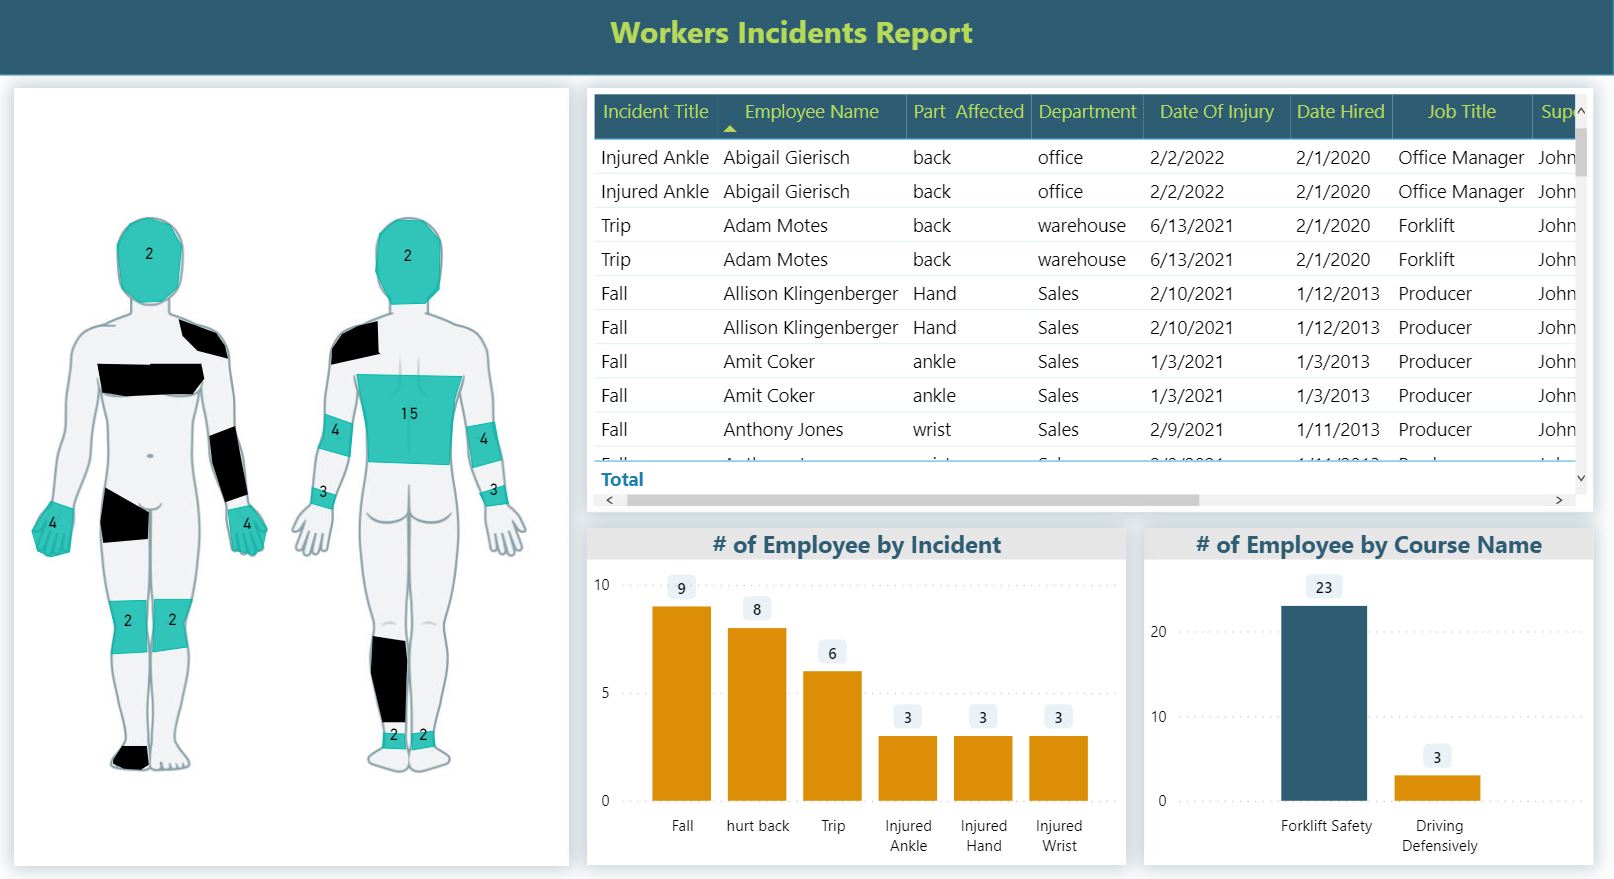 Workers Incidents Report
2
2
15
4
4
3
3
4
4
2
2
2
2
Incident Title Employee Name Part Affected Department Date Of Injury Date Hired Job Title
Injured Ankle Abigail Gierisch back office 2/2/2022 2/1/2020 Office Manager John
Injured Ankle Abigail Gierisch back office 2/2/2022 2/1/2020 Office Manager John
Trip Adam Motes back warehouse 6/13/2021 2/1/2020 Forklift John
Trip Adam Motes back warehouse 6/13/2021 2/1/2020 Forklift John
Fall Allison Klingenberger Hand Sales 2/10/2021 1/12/2013 Producer John
Fall Allison Klingenberger Hand Sales 2/10/2021 1/12/2013 Producer John
Fall Amit Coker ankle Sales 1/3/2021 1/3/2013 Producer John
Fall Amit Coker ankle Sales 1/3/2021 1/3/2013 Producer John
Fall Anthony Jones wrist Sales 2/9/2021 1/11/2013 Producer John
Total
# of Employee by Incident
10
5
0
9
8
6
3
3
3
Fall
hurt back
Trip
Injured
Ankle
Injured
Hand
Injured
Wrist
# of Employee by Course Name
20
10
0
23
3
Forklift Safety
Driving
Defensively